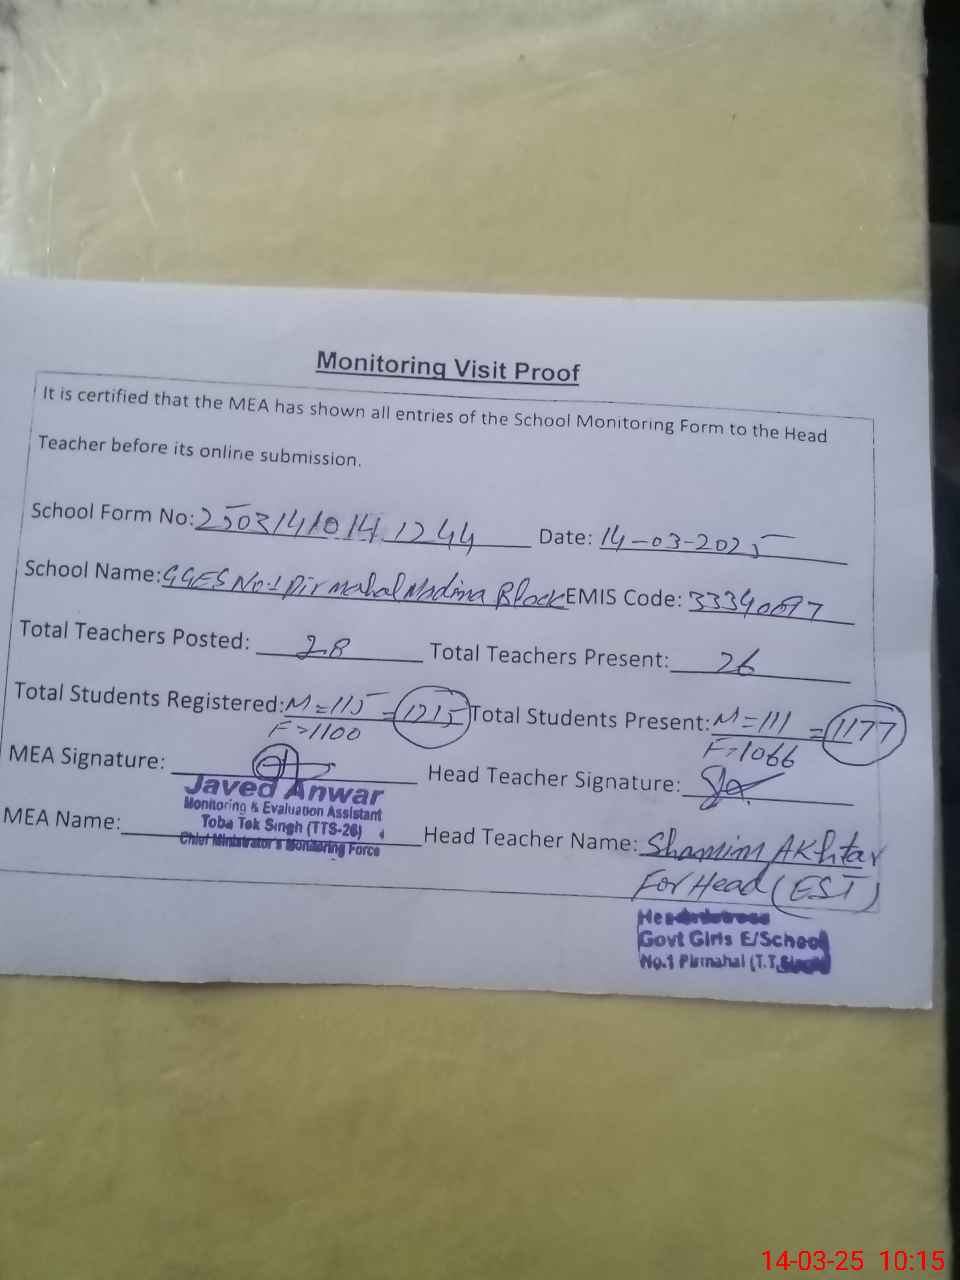 Monitoring Visit Proof
It is certified that the MEA has shown all entries of the School Monitoring Form to the Head
Teacher before its online submission.
School Form No: 2503141014 1244 Date: 14-03-2025
School Name: GGES No.1 Pirmahal Madina Block EMIS Code: 33340097
Total Teachers Posted: 28 Total Teachers Present: 26
Total Students Registered: M=115 = 1215 Total Students Present: M=111 = 1177
F=1100 F=1066
MEA Signature: Head Teacher Signature:
Javed Anwar
Monitoring & Evaluation Assistant
Toba Tek Singh (TTS-26)
Chief Ministrator's Monitoring Force
MEA Name: Head Teacher Name: Shamim Akhtar
For Head (EST)
Headmistress
Govt Girls E/School
No.1 Pirmahal (T.T.Singh)
14-03-25 10:15